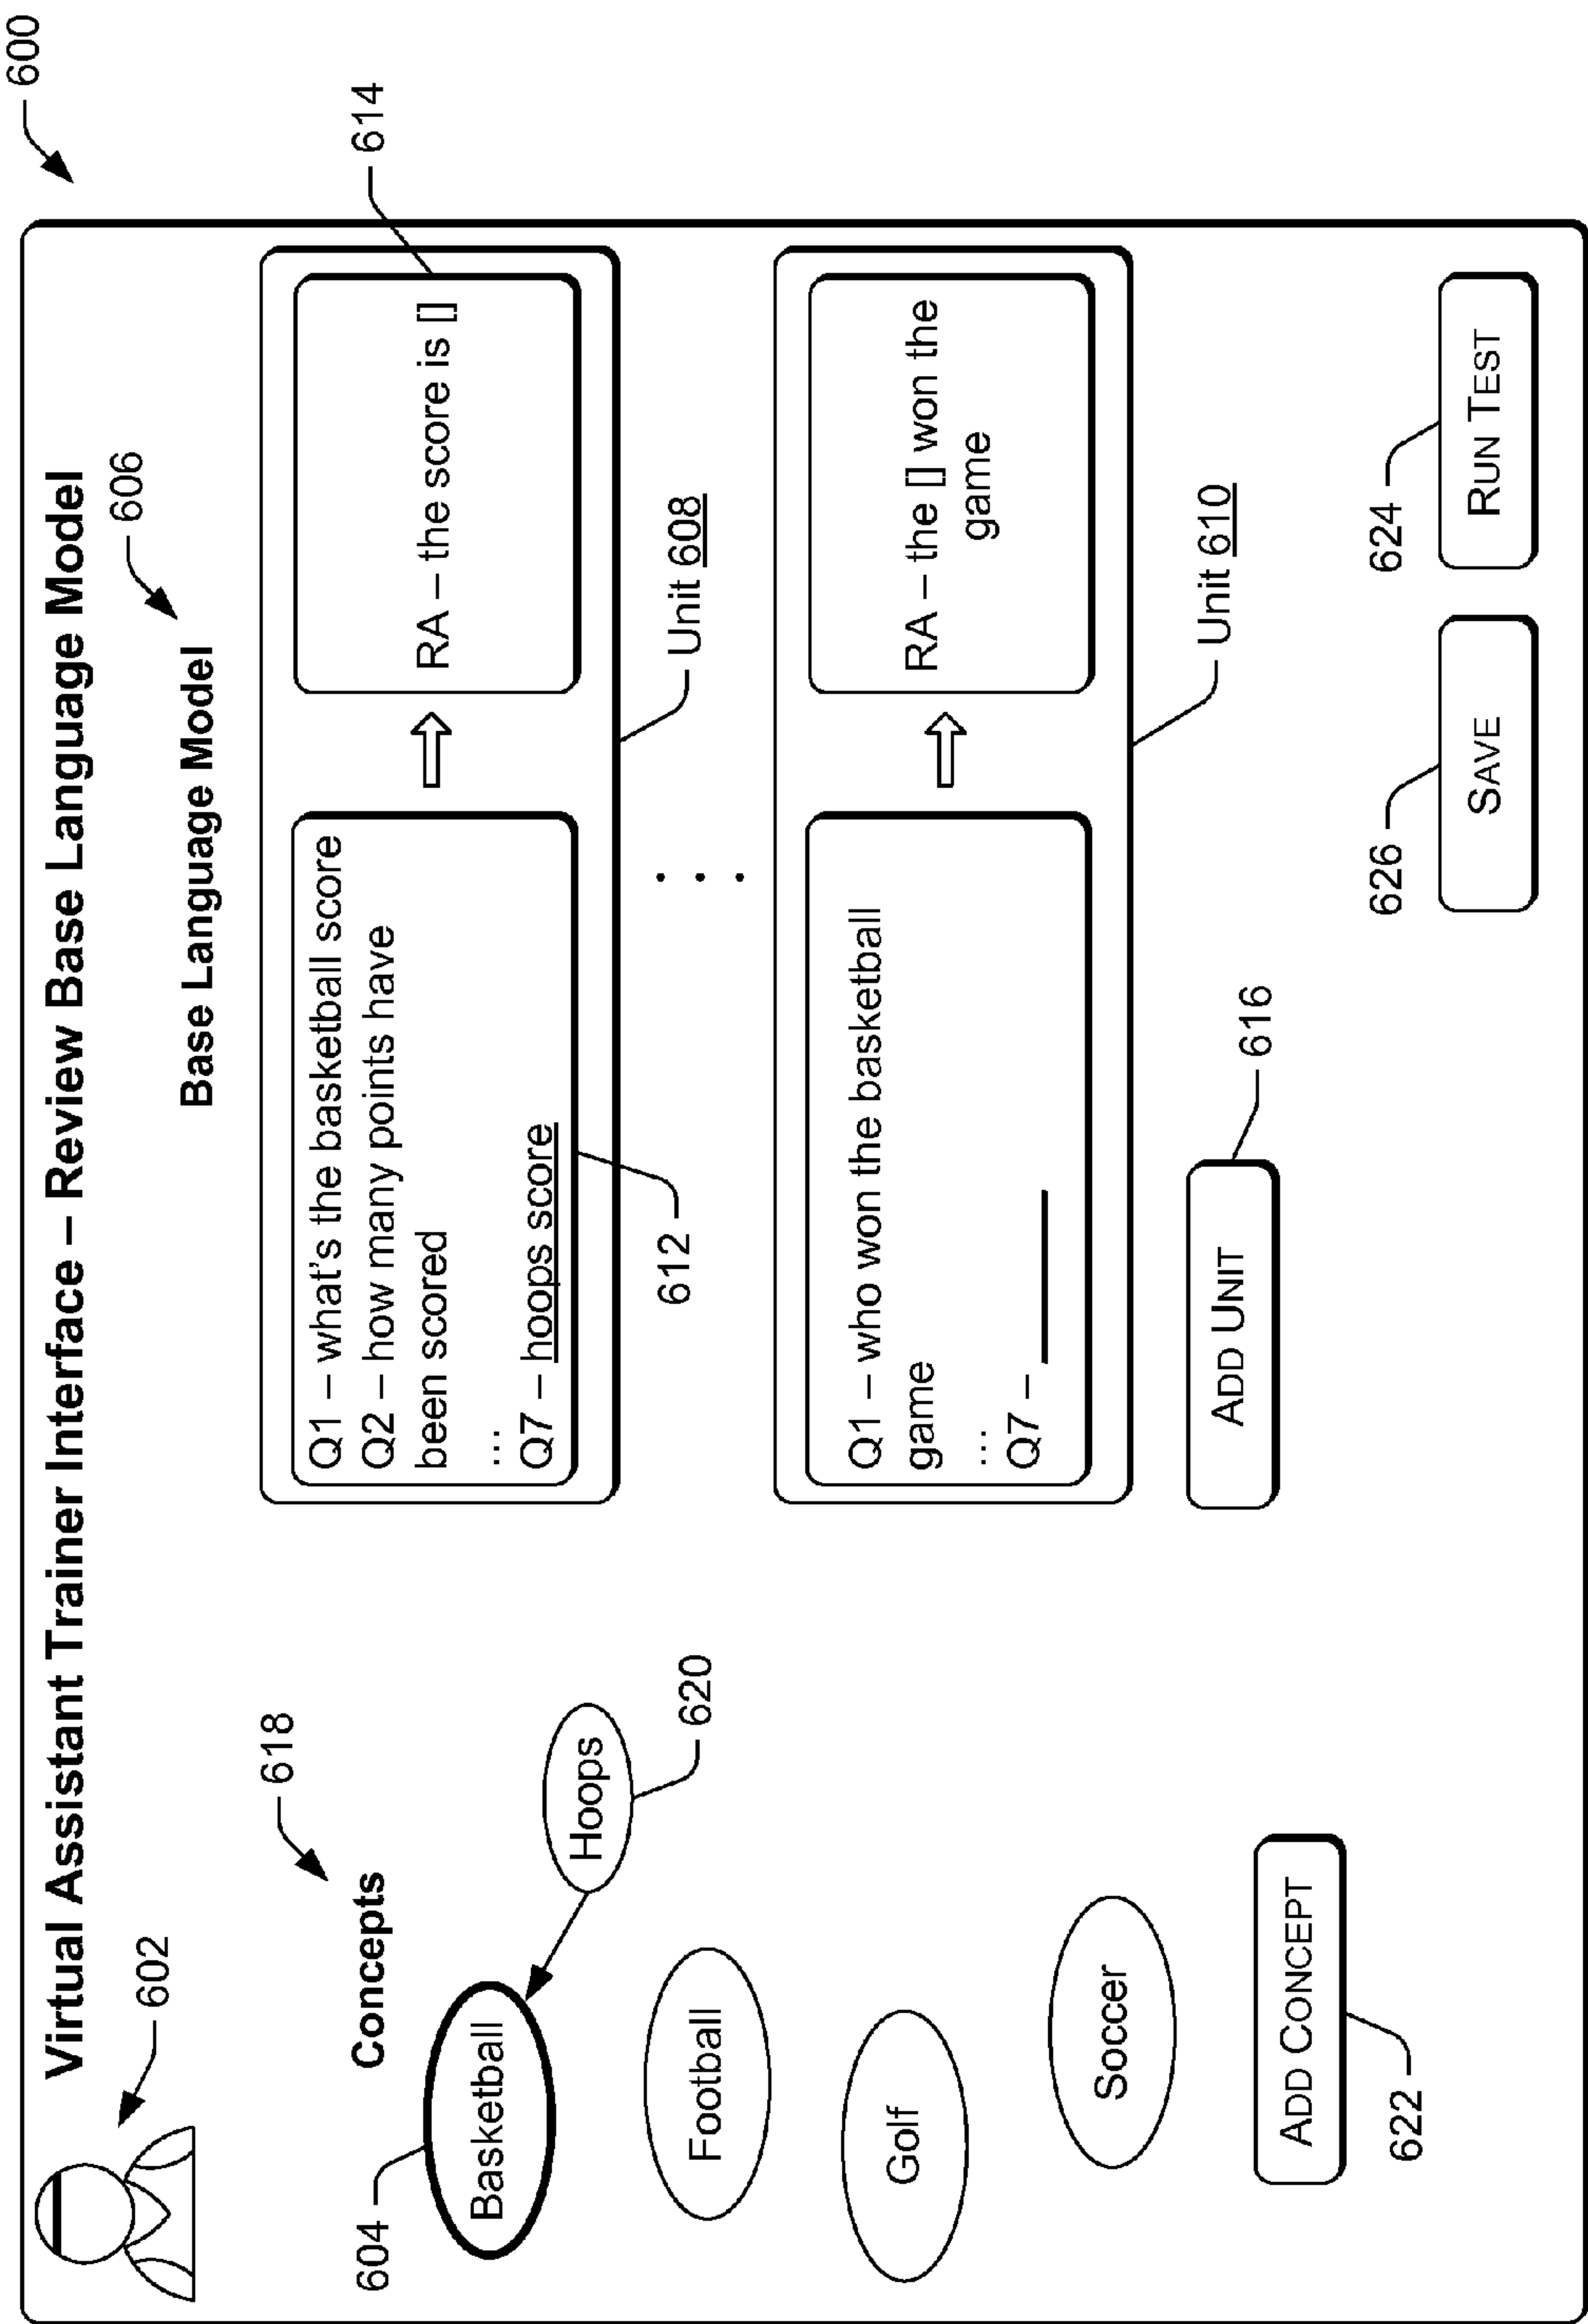 600
Virtual Assistant Trainer Interface – Review Base Language Model
602
606
Base Language Model
618
Concepts
604
Basketball
Hoops
620
Football
Golf
Soccer
ADD CONCEPT
622
Q1 – what's the basketball score
Q2 – how many points have
been scored
...
Q7 – hoops score
612
RA – the score is []
614
Unit 608
. . .
Q1 – who won the basketball
game
...
Q7 – ______
RA – the [] won the
game
Unit 610
ADD UNIT
616
626
SAVE
624
RUN TEST